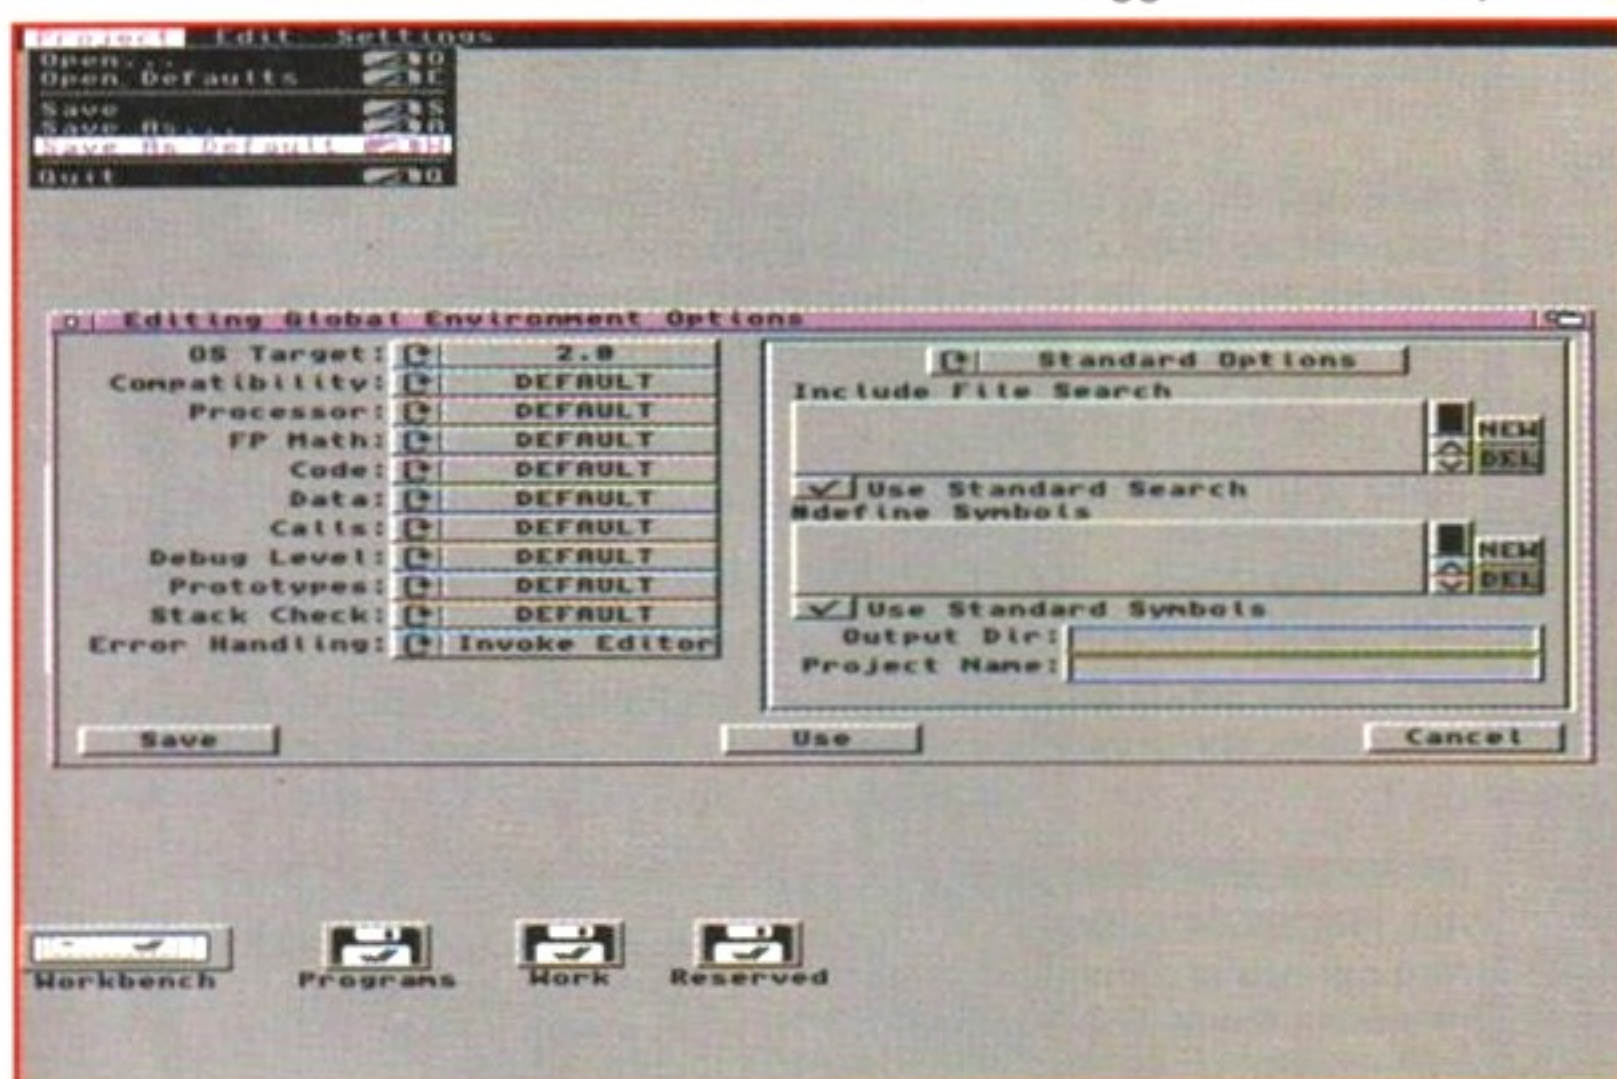 Project Edit Settings
Open... O
Open Defaults E
Save S
Save As... A
Save As Default W
Quit Q
Editing Global Environment Options
OS Target: 2.0
Compatibility: DEFAULT
Processor: DEFAULT
FP Math: DEFAULT
Code: DEFAULT
Data: DEFAULT
Calls: DEFAULT
Debug Level: DEFAULT
Prototypes: DEFAULT
Stack Check: DEFAULT
Error Handling: Invoke Editor
Standard Options
Include File Search
NEW
DEL
Use Standard Search
#define Symbols
NEW
DEL
Use Standard Symbols
Output Dir:
Project Name:
Save
Use
Cancel
Workbench
Programs
Work
Reserved